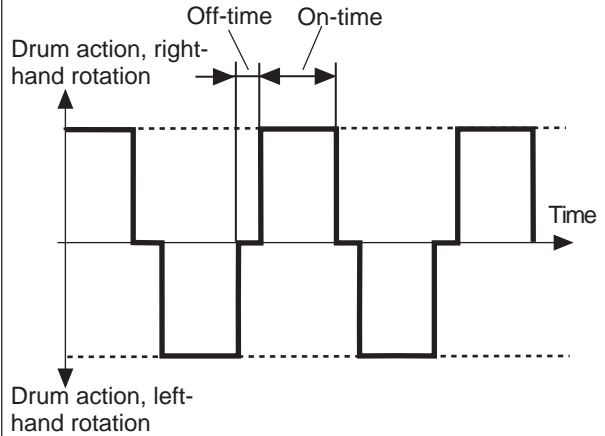 Off-time On-time
Drum action, right-
hand rotation
Time
Drum action, left-
hand rotation